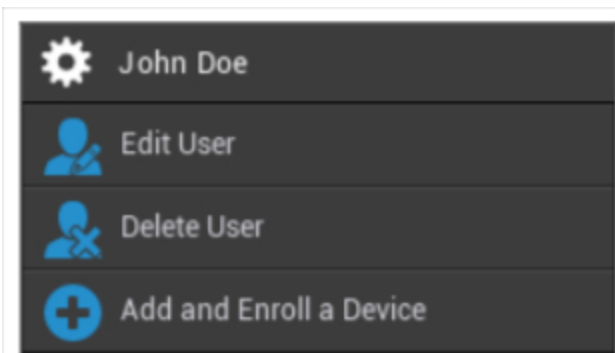 John Doe
Edit User
Delete User
Add and Enroll a Device